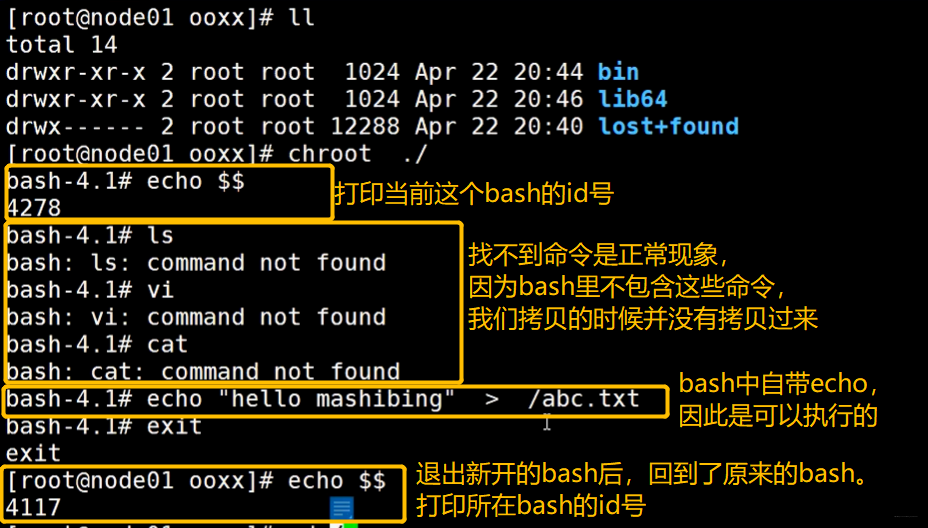 [root@node01 ooxx]# ll
total 14
drwxr-xr-x 2 root root  1024 Apr 22 20:44 bin
drwxr-xr-x 2 root root  1024 Apr 22 20:46 lib64
drwx------ 2 root root 12288 Apr 22 20:40 lost+found
[root@node01 ooxx]# chroot  ./
bash-4.1# echo $$
打印当前这个bash的id号
4278
bash-4.1# ls
bash: ls: command not found
找不到命令是正常现象，
bash-4.1# vi
因为bash里不包含这些命令，
bash: vi: command not found
我们拷贝的时候并没有拷贝过来
bash-4.1# cat
bash: cat: command not found
bash-4.1# echo "hello mashibing"  >  /abc.txt
bash中自带echo，
因此是可以执行的
bash-4.1# exit
exit
[root@node01 ooxx]# echo $$
退出新开的bash后，回到了原来的bash。
4117
打印所在bash的id号